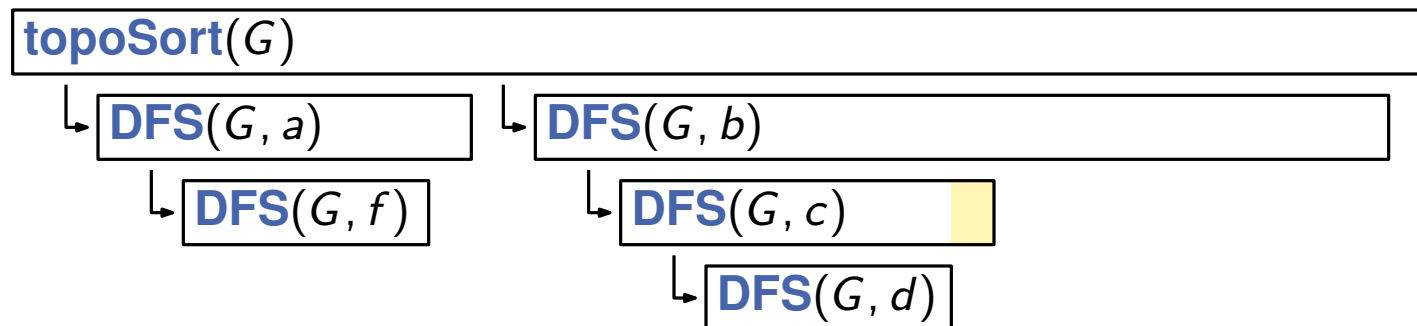 topoSort(G)
DFS(G, a) DFS(G, b)
DFS(G, f) DFS(G, c)
DFS(G, d)